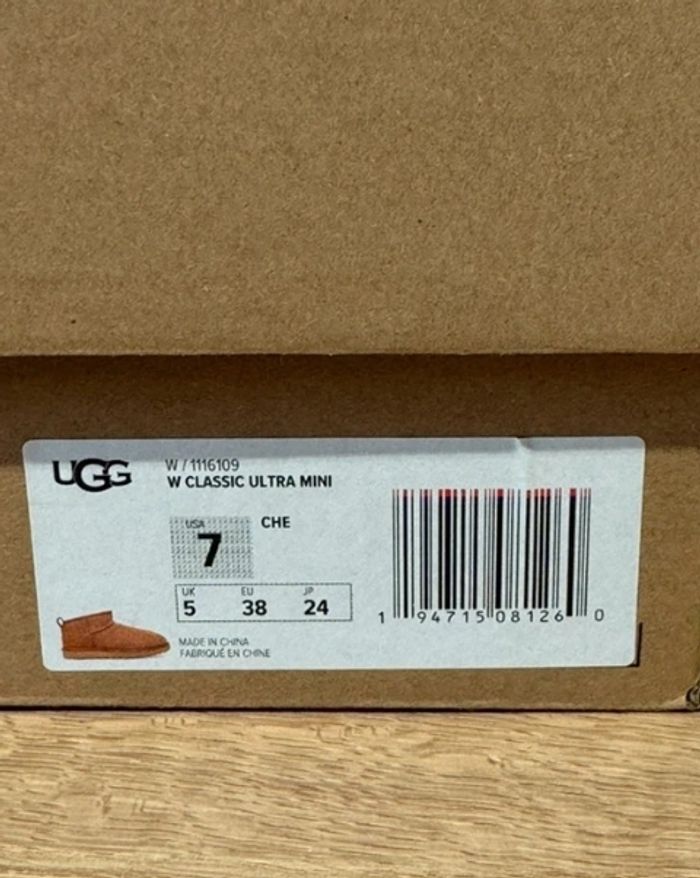 UGG
W / 1116109
W CLASSIC ULTRA MINI
USA
7
CHE
UK EU JP
5 38 24
MADE IN CHINA
FABRIQUÉ EN CHINE
1 94715 08126 0